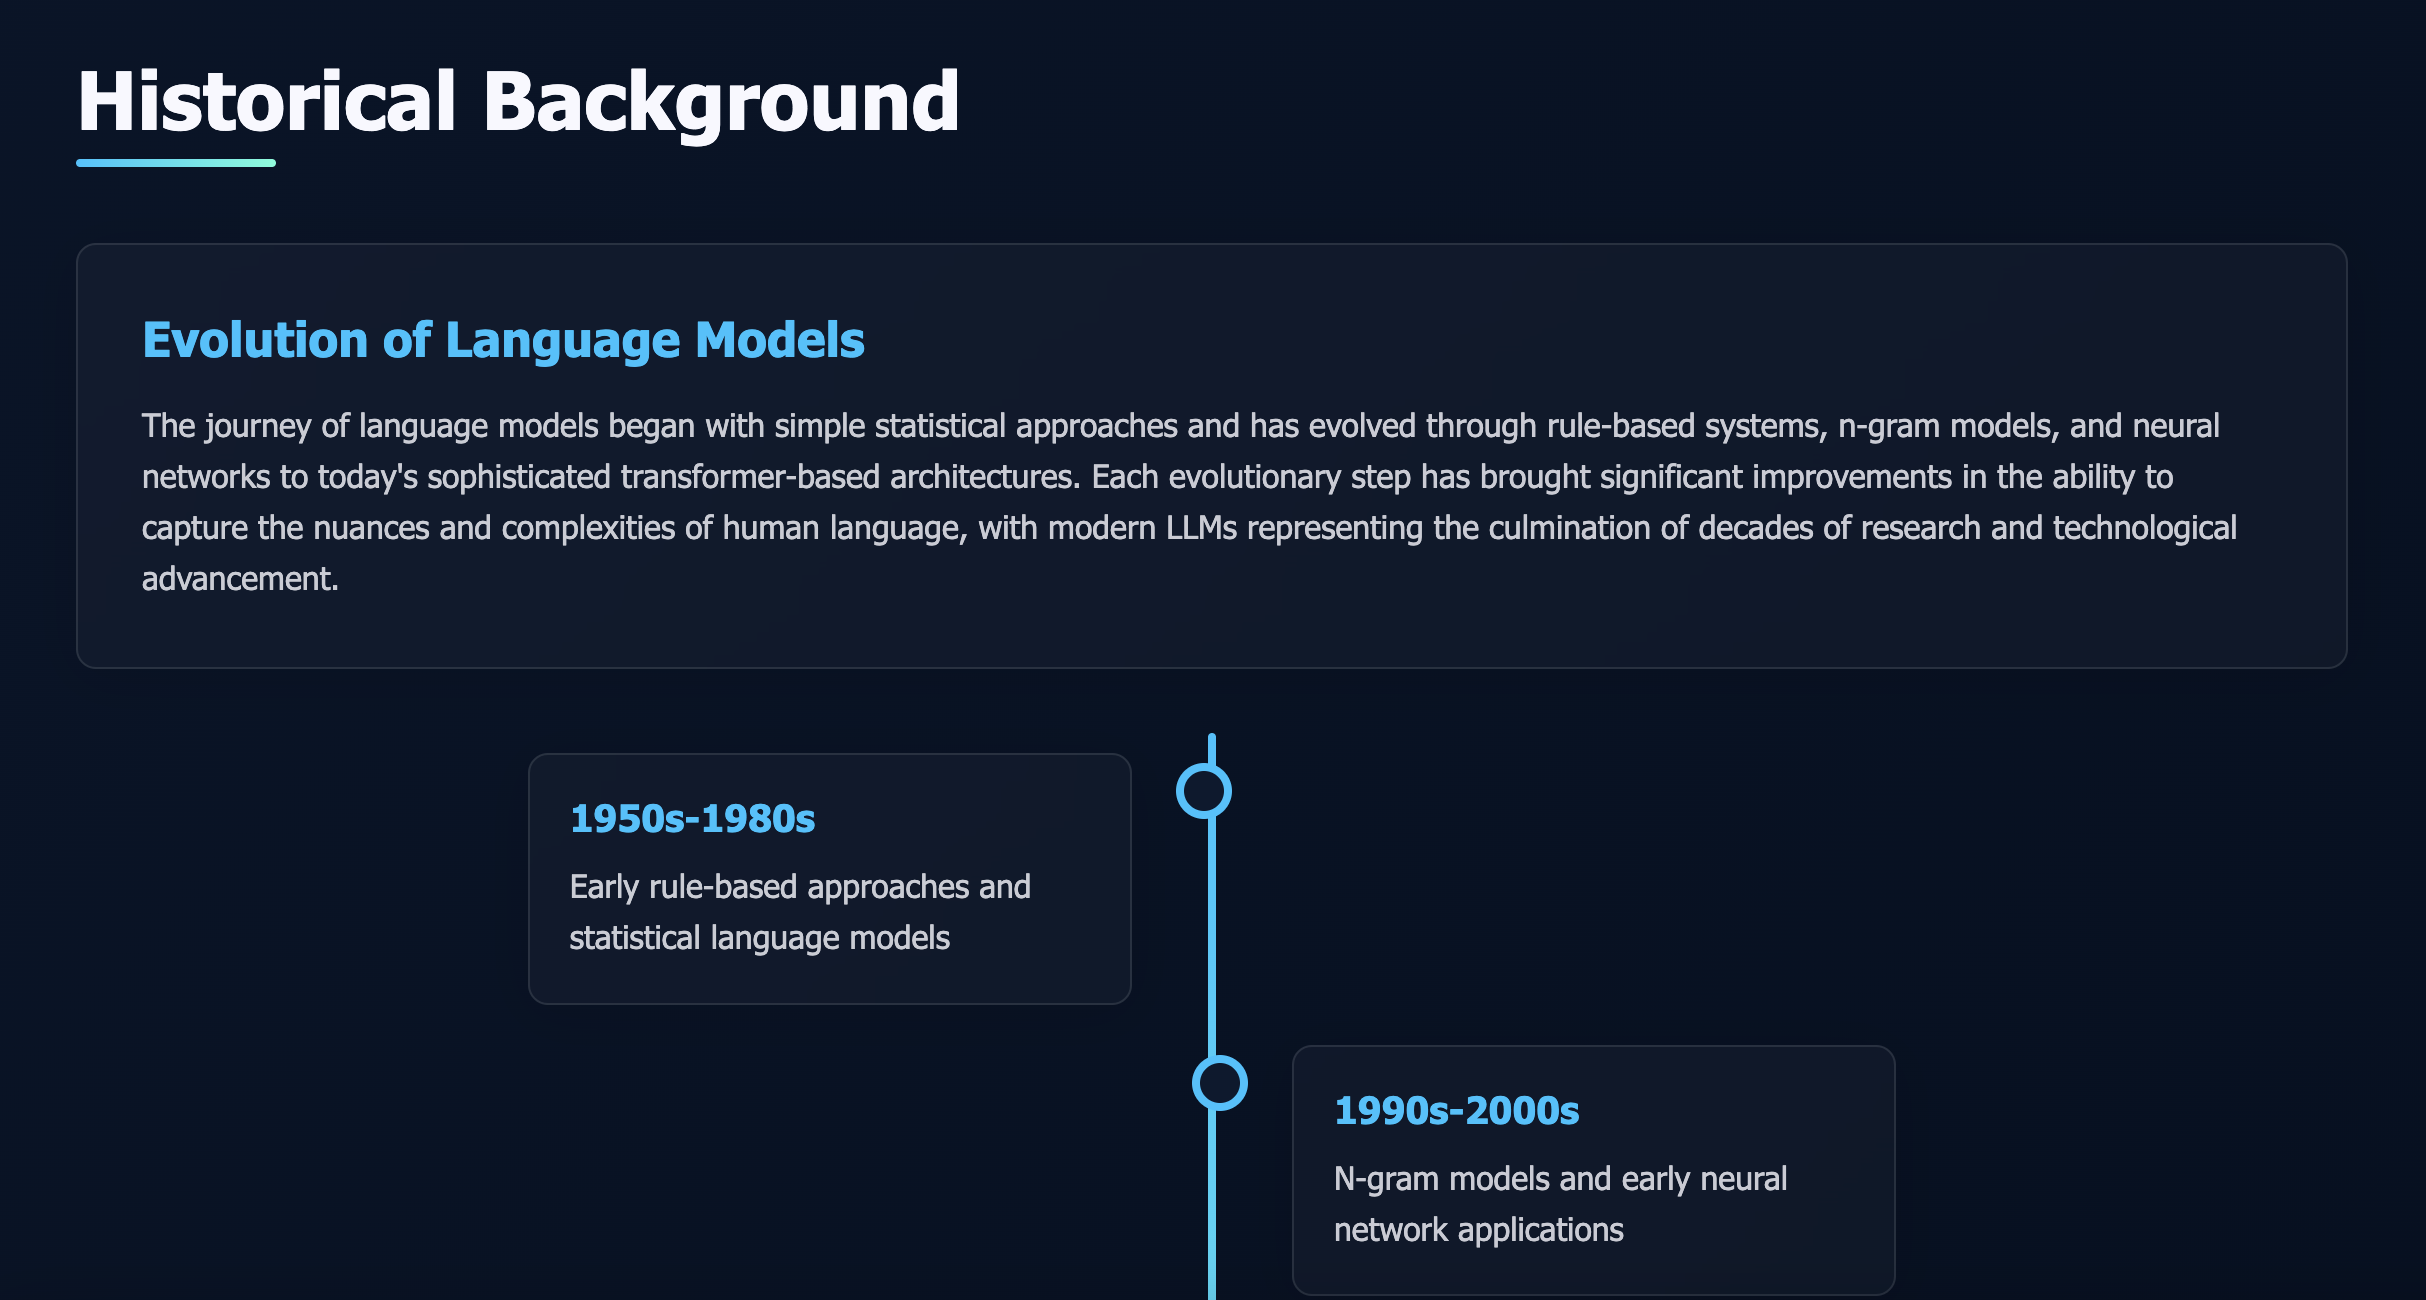 Historical Background
Evolution of Language Models
The journey of language models began with simple statistical approaches and has evolved through rule-based systems, n-gram models, and neural
networks to today's sophisticated transformer-based architectures. Each evolutionary step has brought significant improvements in the ability to
capture the nuances and complexities of human language, with modern LLMs representing the culmination of decades of research and technological
advancement.
1950s-1980s
Early rule-based approaches and
statistical language models
1990s-2000s
N-gram models and early neural
network applications